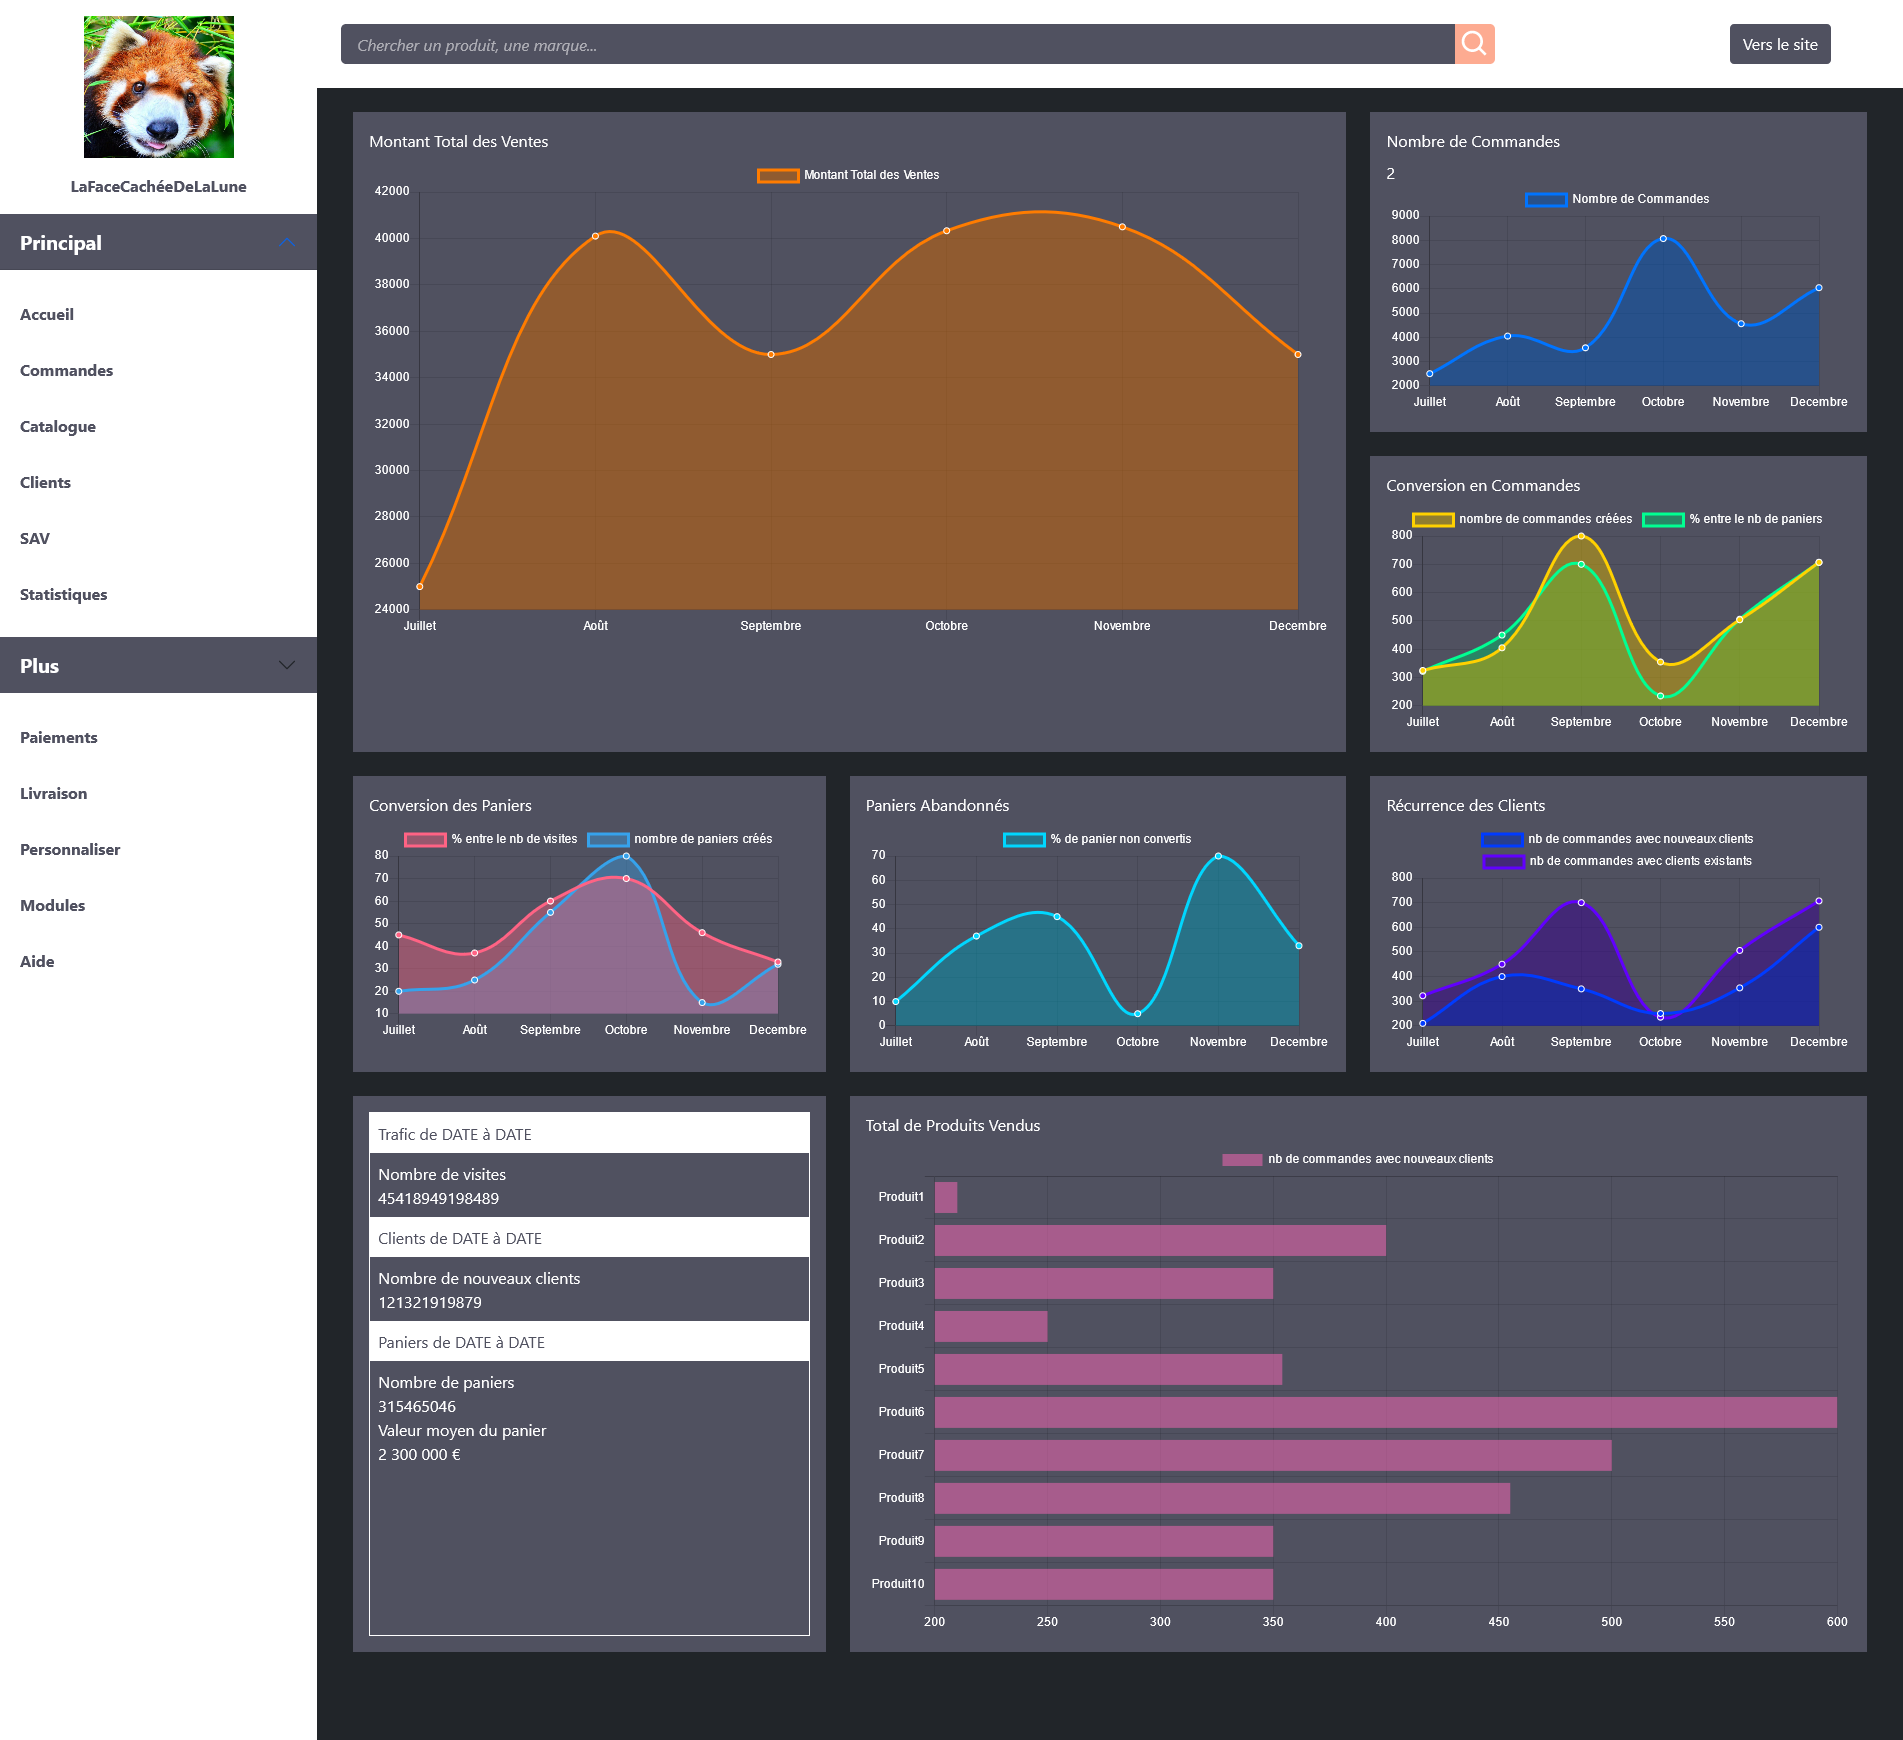 LaFaceCachéeDeLaLune
Principal
Accueil
Commandes
Catalogue
Clients
SAV
Statistiques
Plus
Paiements
Livraison
Personnaliser
Modules
Aide
Chercher un produit, une marque...
Vers le site
Montant Total des Ventes
Montant Total des Ventes
42000
40000
38000
36000
34000
32000
30000
28000
26000
24000
Juillet Août Septembre Octobre Novembre Decembre
Nombre de Commandes
2
Nombre de Commandes
9000
8000
7000
6000
5000
4000
3000
2000
Juillet Août Septembre Octobre Novembre Decembre
Conversion en Commandes
nombre de commandes créées % entre le nb de paniers
800
700
600
500
400
300
200
Juillet Août Septembre Octobre Novembre Decembre
Conversion des Paniers
% entre le nb de visites nombre de paniers créés
80
70
60
50
40
30
20
10
Juillet Août Septembre Octobre Novembre Decembre
Paniers Abandonnés
% de panier non convertis
70
60
50
40
30
20
10
0
Juillet Août Septembre Octobre Novembre Decembre
Récurrence des Clients
nb de commandes avec nouveaux clients
nb de commandes avec clients existants
800
700
600
500
400
300
200
Juillet Août Septembre Octobre Novembre Decembre
Trafic de DATE à DATE
Nombre de visites
45418949198489
Clients de DATE à DATE
Nombre de nouveaux clients
121321919879
Paniers de DATE à DATE
Nombre de paniers
315465046
Valeur moyen du panier
2 300 000 €
Total de Produits Vendus
nb de commandes avec nouveaux clients
Produit1
Produit2
Produit3
Produit4
Produit5
Produit6
Produit7
Produit8
Produit9
Produit10
200 250 300 350 400 450 500 550 600